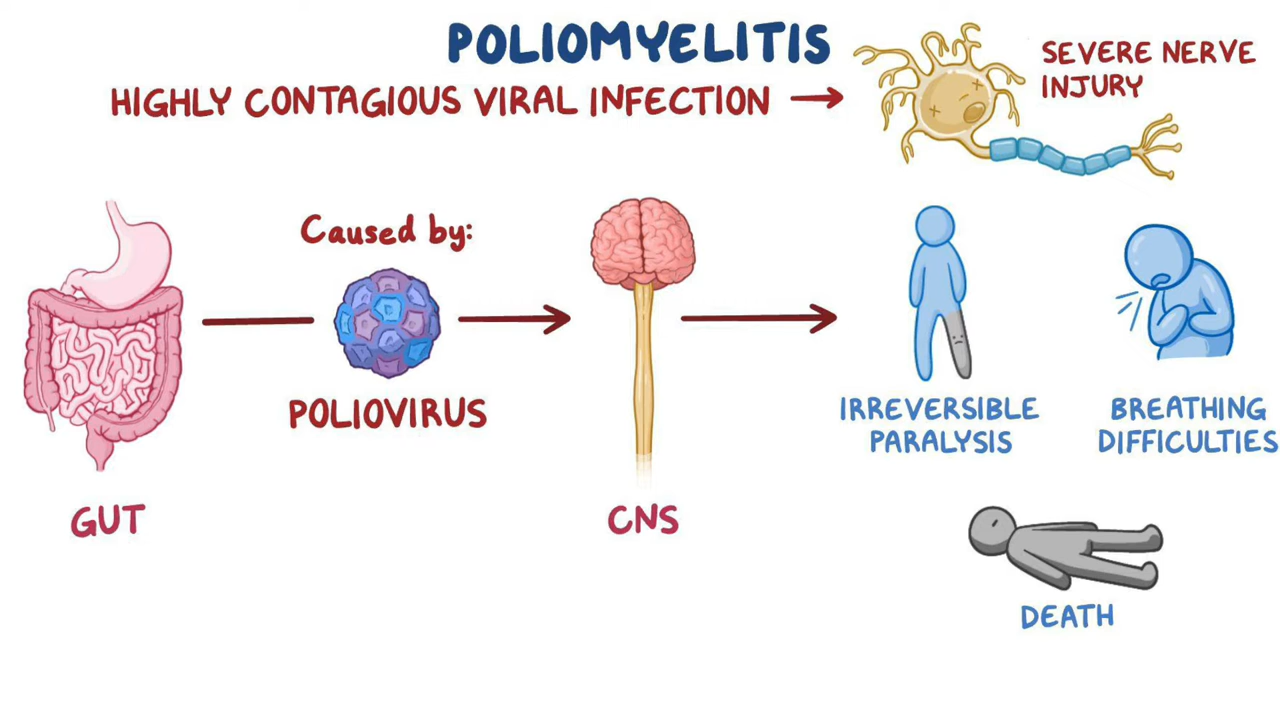 POLIOMYELITIS
HIGHLY CONTAGIOUS VIRAL INFECTION
SEVERE NERVE
INJURY
Caused by:
POLIOVIRUS
GUT
CNS
IRREVERSIBLE
PARALYSIS
BREATHING
DIFFICULTIES
DEATH